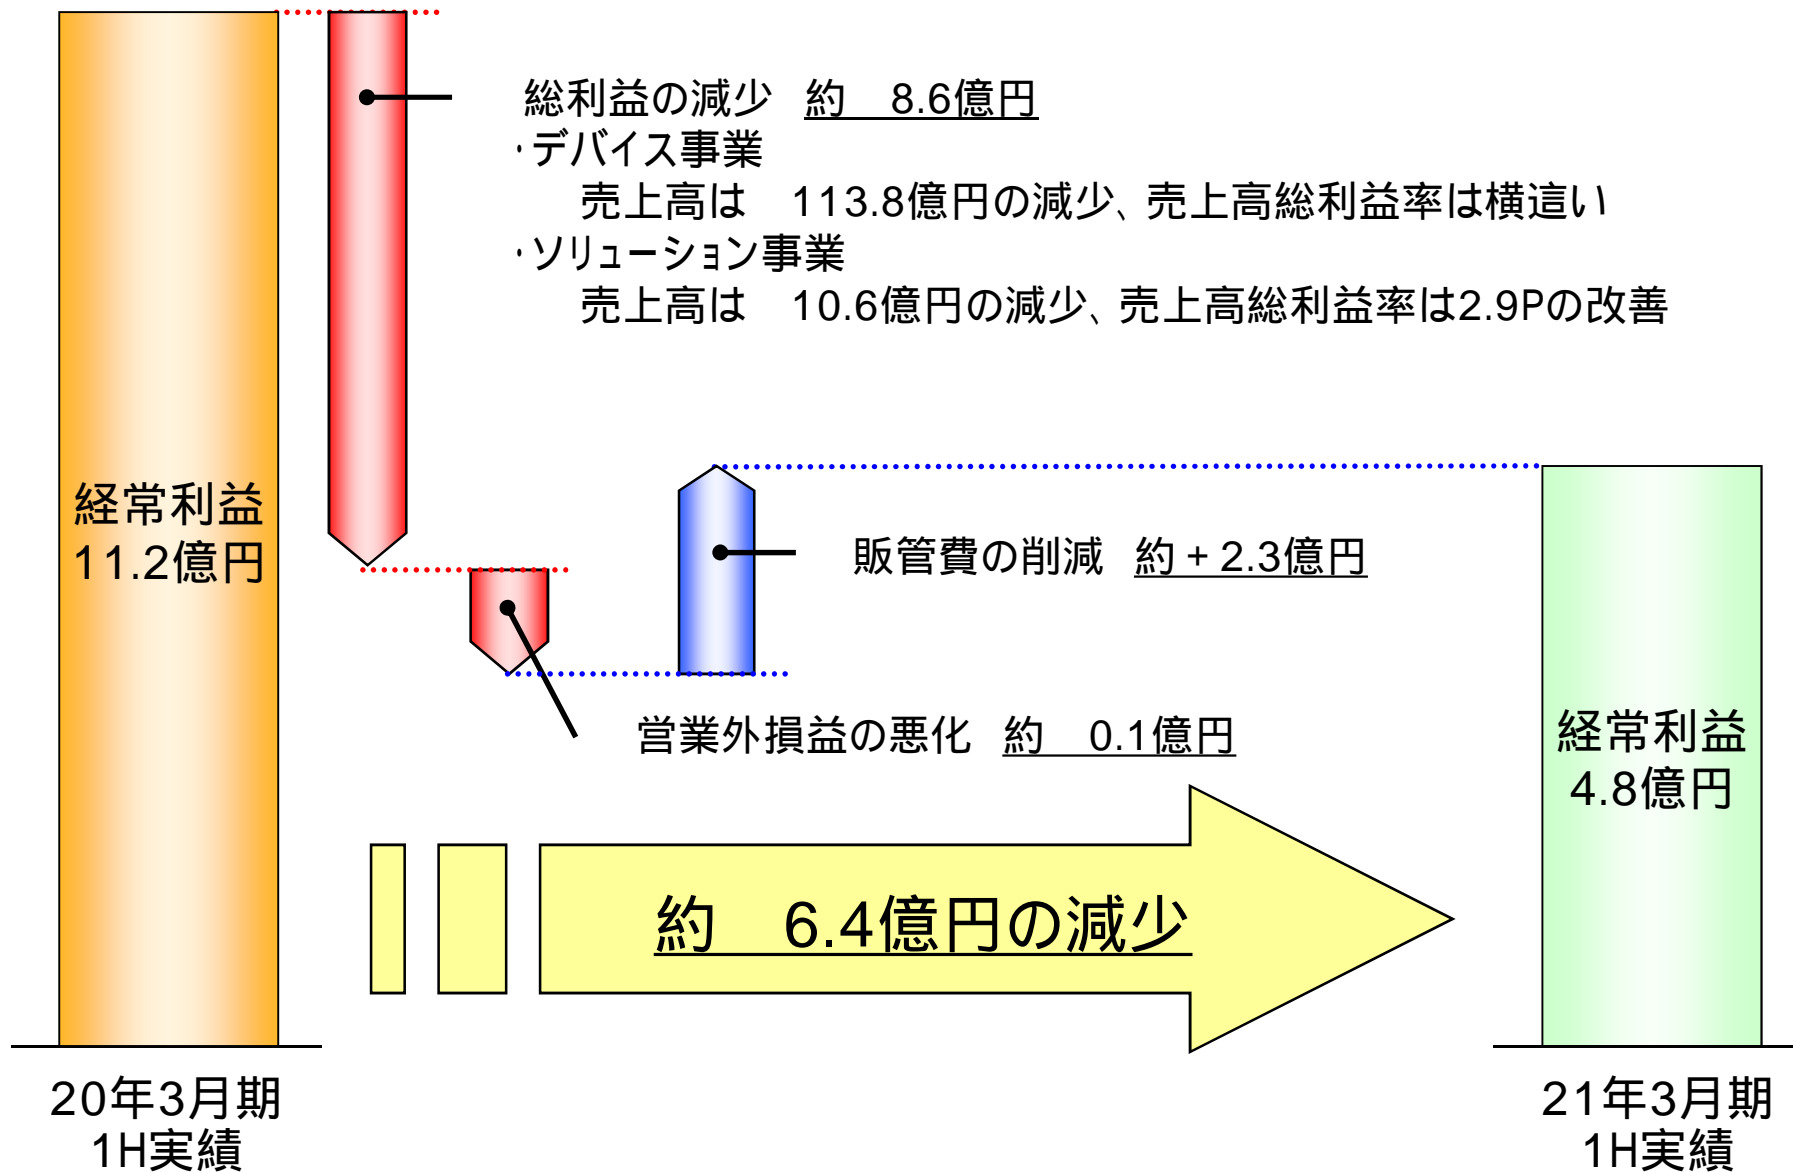 総利益の減少　約　8.6億円
･デバイス事業
売上高は　113.8億円の減少、売上高総利益率は横這い
･ソリューション事業
売上高は　10.6億円の減少、売上高総利益率は2.9Pの改善
経常利益
11.2億円
販管費の削減　約＋2.3億円
営業外損益の悪化　約　0.1億円
経常利益
4.8億円
約　6.4億円の減少
20年3月期
1H実績
21年3月期
1H実績